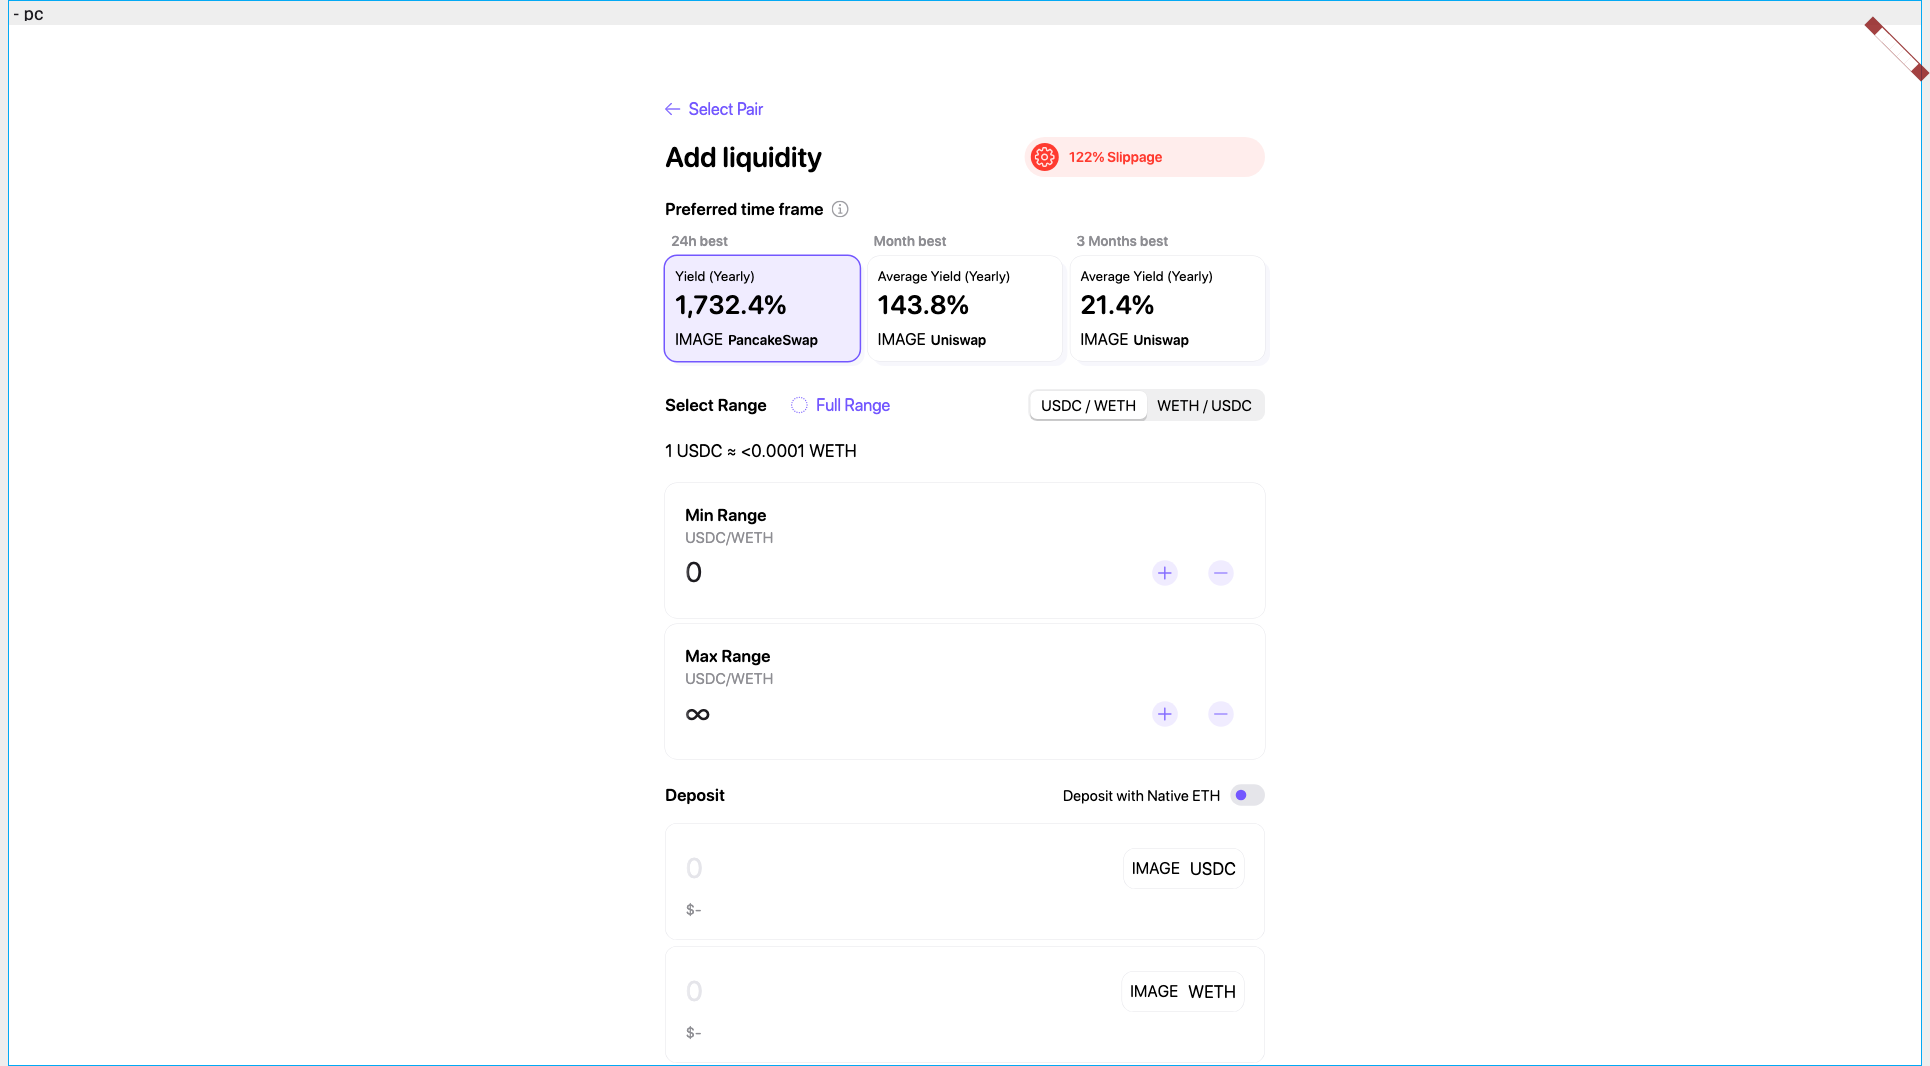 - pc
Select Pair
Add liquidity
122% Slippage
Preferred time frame
24h best
Month best
3 Months best
Yield (Yearly)
1,732.4%
IMAGE PancakeSwap
Average Yield (Yearly)
143.8%
IMAGE Uniswap
Average Yield (Yearly)
21.4%
IMAGE Uniswap
Select Range
Full Range
USDC / WETH
WETH / USDC
1 USDC ≈ <0.0001 WETH
Min Range
USDC/WETH
0
Max Range
USDC/WETH
∞
Deposit
Deposit with Native ETH
0
IMAGE USDC
$-
0
IMAGE WETH
$-